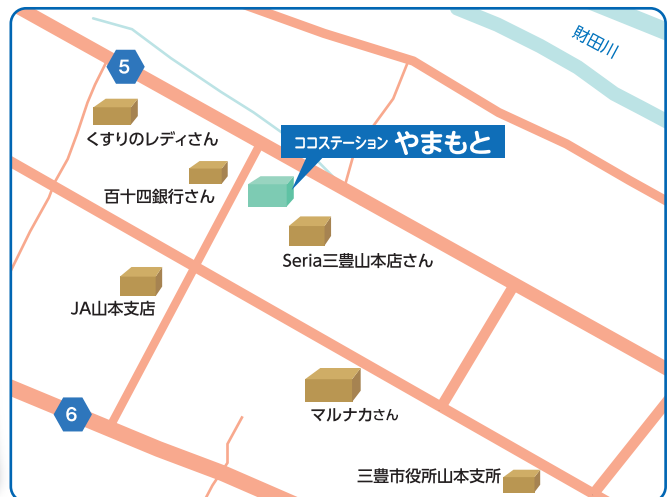 財田川
5
くすりのレディさん
ココステーション やまもと
百十四銀行さん
Seria三豊山本店さん
JA山本支店
6
マルナカさん
三豊市役所山本支所